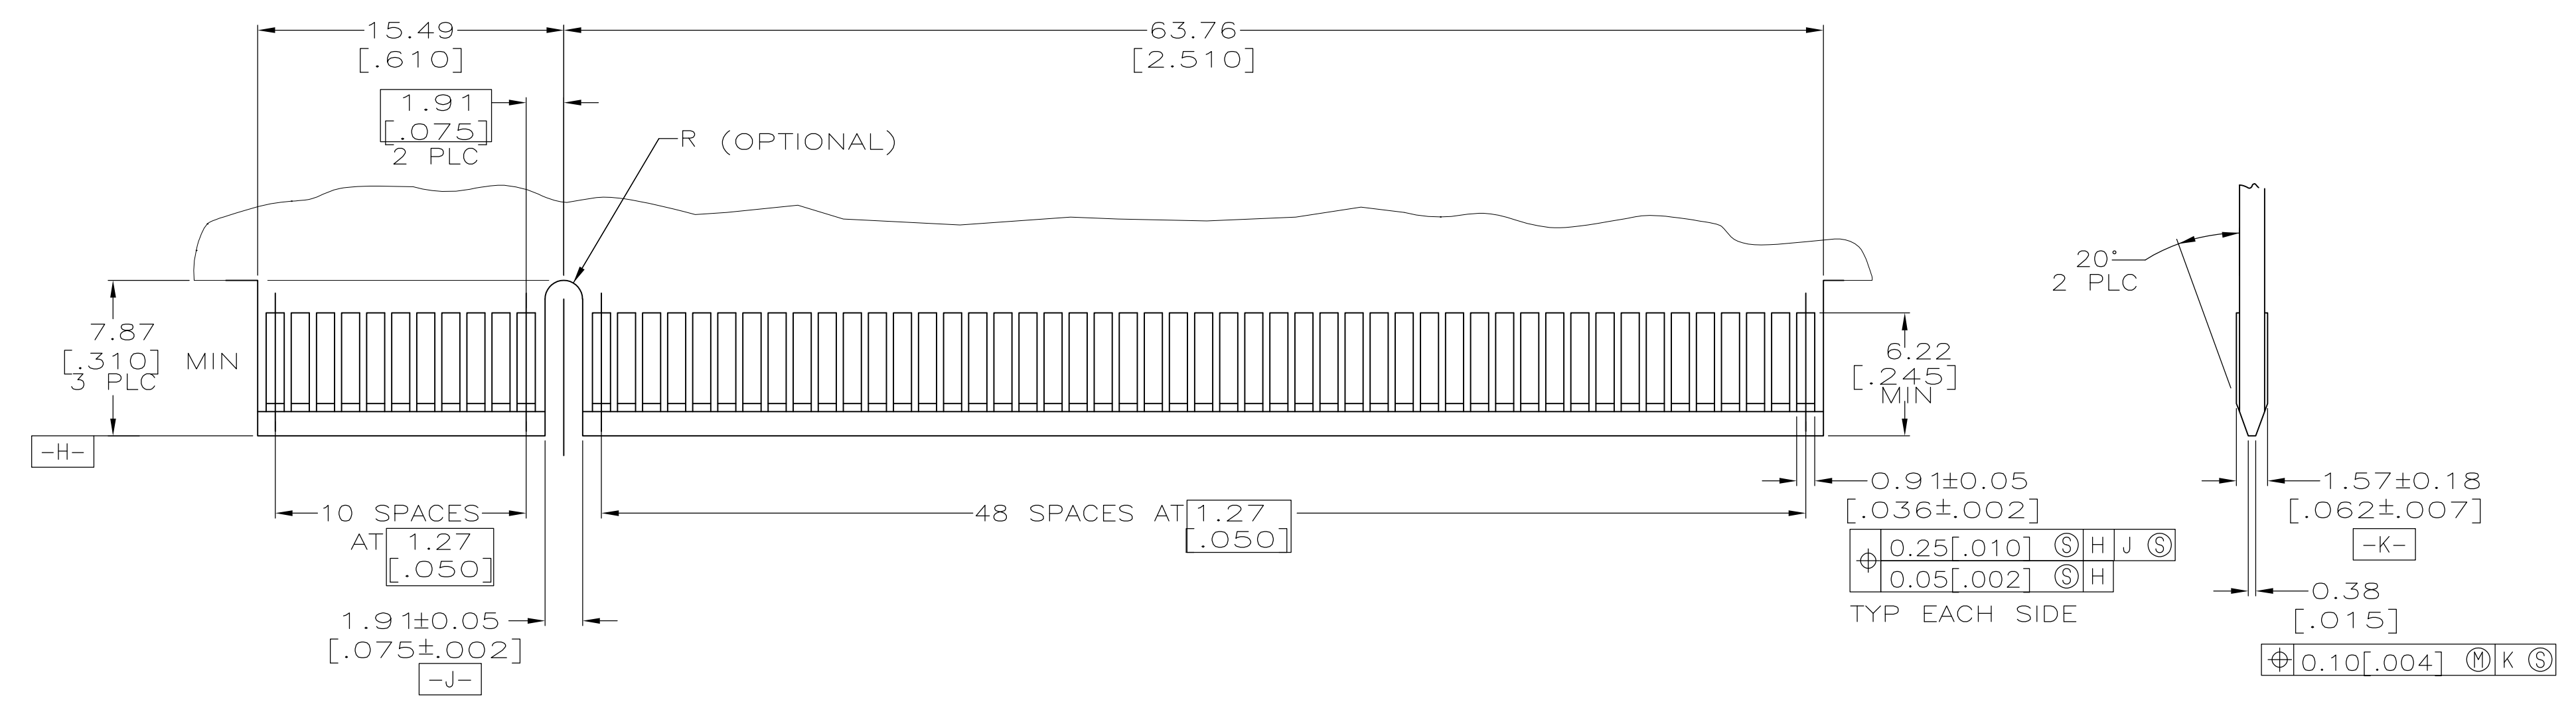 15.49
[.610]
63.76
[2.510]
1.91
[.075]
2 PLC
R (OPTIONAL)
7.87
[.310] MIN
3 PLC
-H-
10 SPACES
AT 1.27
[.050]
1.91±0.05
[.075±.002]
-J-
48 SPACES AT 1.27
[.050]
6.22
[.245]
MIN
0.91±0.05
[.036±.002]
⌖ 0.25[.010] Ⓢ H J Ⓢ
0.05[.002] Ⓢ H
TYP EACH SIDE
20°
2 PLC
1.57±0.18
[.062±.007]
-K-
0.38
[.015]
⌖ 0.10[.004] Ⓜ K Ⓢ